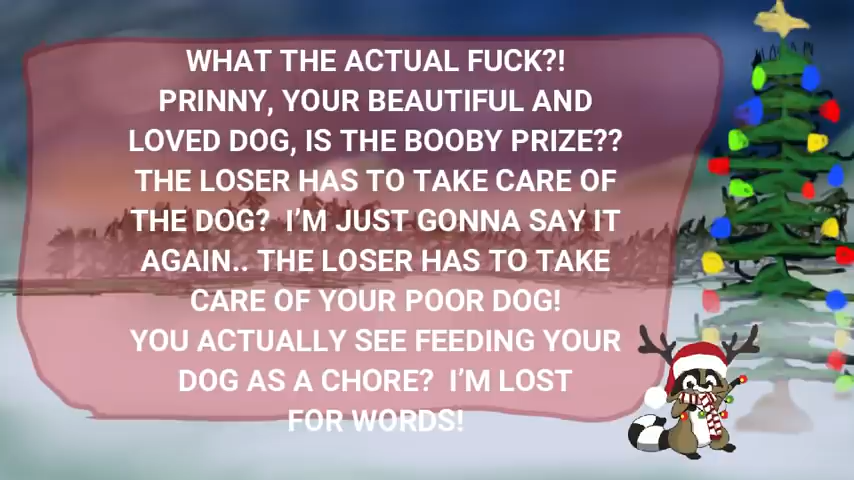 WHAT THE ACTUAL FUCK?!
PRINNY, YOUR BEAUTIFUL AND
LOVED DOG, IS THE BOOBY PRIZE??
THE LOSER HAS TO TAKE CARE OF
THE DOG?  I'M JUST GONNA SAY IT
AGAIN.. THE LOSER HAS TO TAKE
CARE OF YOUR POOR DOG!
YOU ACTUALLY SEE FEEDING YOUR
DOG AS A CHORE?  I'M LOST
FOR WORDS!